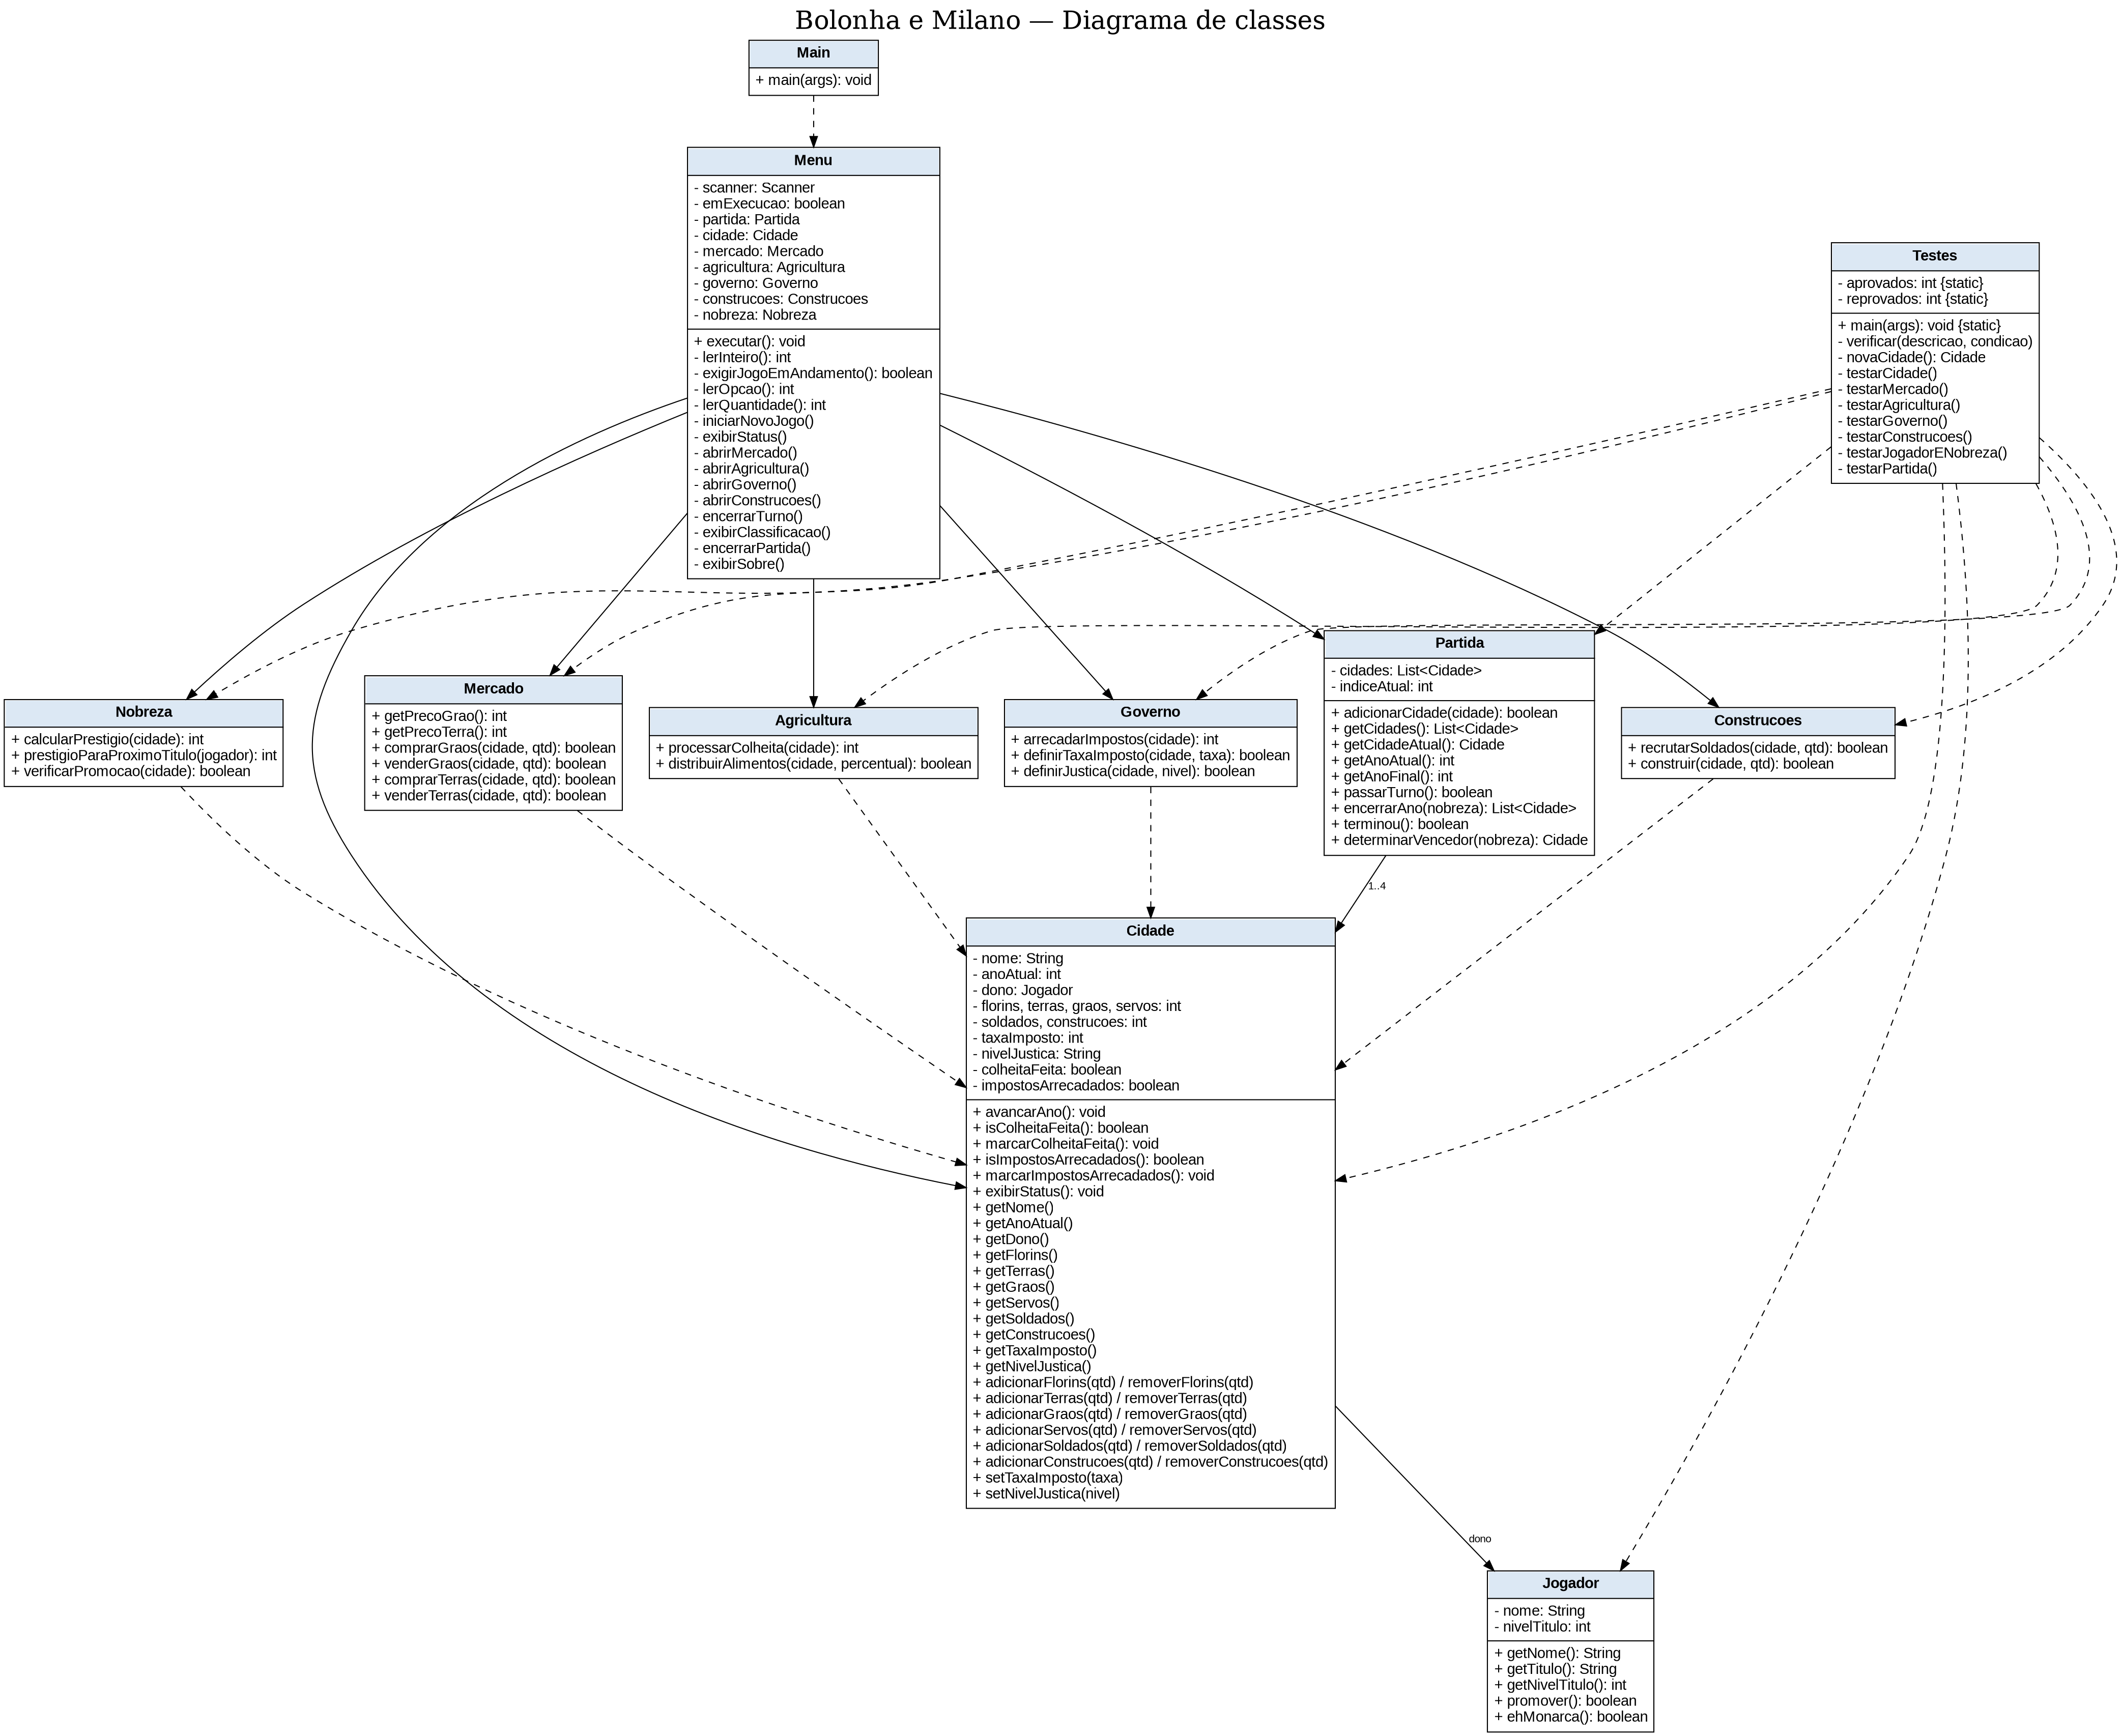 Bolonha e Milano — Diagrama de classes
Main
+ main(args): void
Menu
- scanner: Scanner
- emExecucao: boolean
- partida: Partida
- cidade: Cidade
- mercado: Mercado
- agricultura: Agricultura
- governo: Governo
- construcoes: Construcoes
- nobreza: Nobreza
+ executar(): void
- lerInteiro(): int
- exigirJogoEmAndamento(): boolean
- lerOpcao(): int
- lerQuantidade(): int
- iniciarNovoJogo()
- exibirStatus()
- abrirMercado()
- abrirAgricultura()
- abrirGoverno()
- abrirConstrucoes()
- encerrarTurno()
- exibirClassificacao()
- encerrarPartida()
- exibirSobre()
Testes
- aprovados: int {static}
- reprovados: int {static}
+ main(args): void {static}
- verificar(descricao, condicao)
- novaCidade(): Cidade
- testarCidade()
- testarMercado()
- testarAgricultura()
- testarGoverno()
- testarConstrucoes()
- testarJogadorENobreza()
- testarPartida()
Nobreza
+ calcularPrestigio(cidade): int
+ prestigioParaProximoTitulo(jogador): int
+ verificarPromocao(cidade): boolean
Mercado
+ getPrecoGrao(): int
+ getPrecoTerra(): int
+ comprarGraos(cidade, qtd): boolean
+ venderGraos(cidade, qtd): boolean
+ comprarTerras(cidade, qtd): boolean
+ venderTerras(cidade, qtd): boolean
Agricultura
+ processarColheita(cidade): int
+ distribuirAlimentos(cidade, percentual): boolean
Governo
+ arrecadarImpostos(cidade): int
+ definirTaxaImposto(cidade, taxa): boolean
+ definirJustica(cidade, nivel): boolean
Partida
- cidades: List<Cidade>
- indiceAtual: int
+ adicionarCidade(cidade): boolean
+ getCidades(): List<Cidade>
+ getCidadeAtual(): Cidade
+ getAnoAtual(): int
+ getAnoFinal(): int
+ passarTurno(): boolean
+ encerrarAno(nobreza): List<Cidade>
+ terminou(): boolean
+ determinarVencedor(nobreza): Cidade
Construcoes
+ recrutarSoldados(cidade, qtd): boolean
+ construir(cidade, qtd): boolean
1..4
Cidade
- nome: String
- anoAtual: int
- dono: Jogador
- florins, terras, graos, servos: int
- soldados, construcoes: int
- taxaImposto: int
- nivelJustica: String
- colheitaFeita: boolean
- impostosArrecadados: boolean
+ avancarAno(): void
+ isColheitaFeita(): boolean
+ marcarColheitaFeita(): void
+ isImpostosArrecadados(): boolean
+ marcarImpostosArrecadados(): void
+ exibirStatus(): void
+ getNome()
+ getAnoAtual()
+ getDono()
+ getFlorins()
+ getTerras()
+ getGraos()
+ getServos()
+ getSoldados()
+ getConstrucoes()
+ getTaxaImposto()
+ getNivelJustica()
+ adicionarFlorins(qtd) / removerFlorins(qtd)
+ adicionarTerras(qtd) / removerTerras(qtd)
+ adicionarGraos(qtd) / removerGraos(qtd)
+ adicionarServos(qtd) / removerServos(qtd)
+ adicionarSoldados(qtd) / removerSoldados(qtd)
+ adicionarConstrucoes(qtd) / removerConstrucoes(qtd)
+ setTaxaImposto(taxa)
+ setNivelJustica(nivel)
dono
Jogador
- nome: String
- nivelTitulo: int
+ getNome(): String
+ getTitulo(): String
+ getNivelTitulo(): int
+ promover(): boolean
+ ehMonarca(): boolean